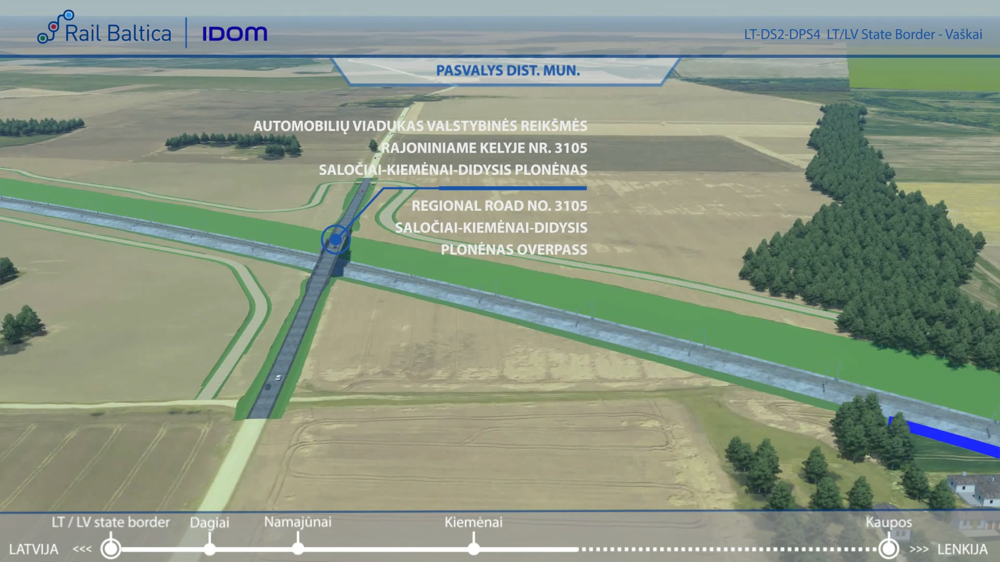 Rail Baltica
IDOM
LT-DS2-DPS4 LT/LV State Border - Vaškai
PASVALYS DIST. MUN.
AUTOMOBILIŲ VIADUKAS VALSTYBINĖS REIKŠMĖS
RAJONINIAME KELYJE NR. 3105
SALOČIAI-KIEMĖNAI-DIDYSIS PLONĖNAS
REGIONAL ROAD NO. 3105
SALOČIAI-KIEMĖNAI-DIDYSIS
PLONĖNAS OVERPASS
LT / LV state border
Dagiai
Namajūnai
Kiemėnai
Kaupos
LATVIJA <<<
>>> LENKIJA